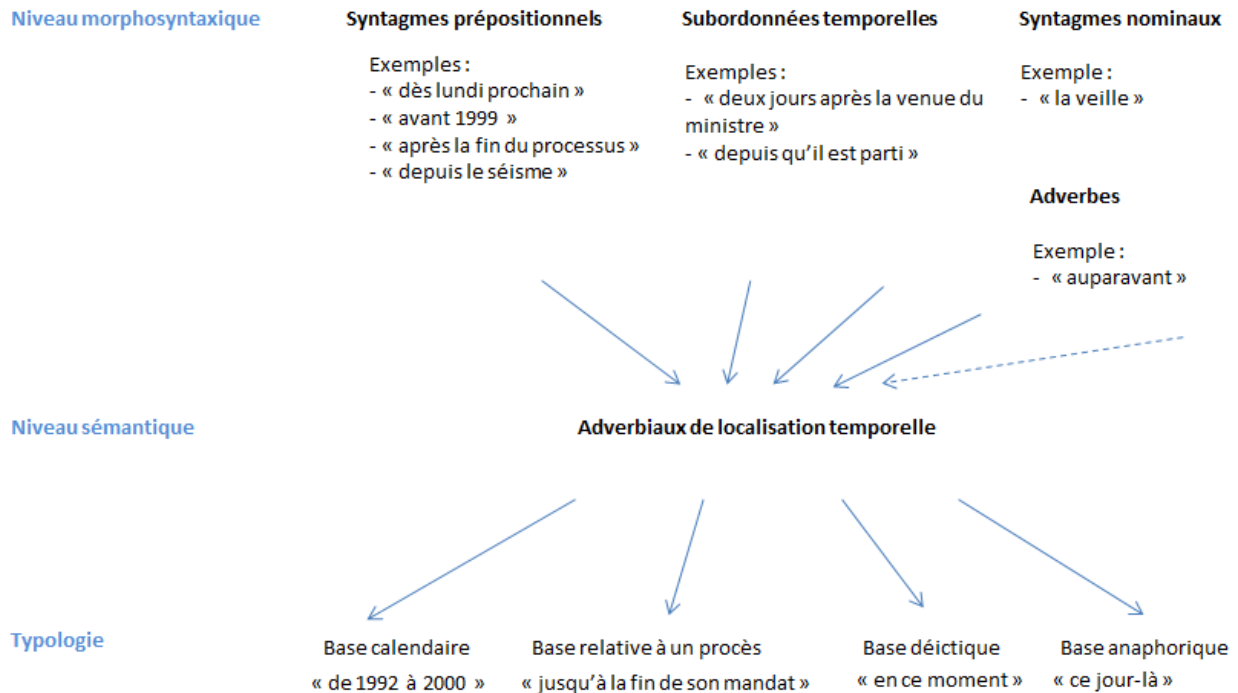 Niveau morphosyntaxique
Syntagmes prépositionnels
Exemples :
- « dès lundi prochain »
- « avant 1999 »
- « après la fin du processus »
- « depuis le séisme »
Subordonnées temporelles
Exemples :
- « deux jours après la venue du
ministre »
- « depuis qu'il est parti »
Syntagmes nominaux
Exemple :
- « la veille »
Adverbes
Exemple :
- « auparavant »
Niveau sémantique
Adverbiaux de localisation temporelle
Typologie
Base calendaire
« de 1992 à 2000 »
Base relative à un procès
« jusqu'à la fin de son mandat »
Base déictique
« en ce moment »
Base anaphorique
« ce jour-là »